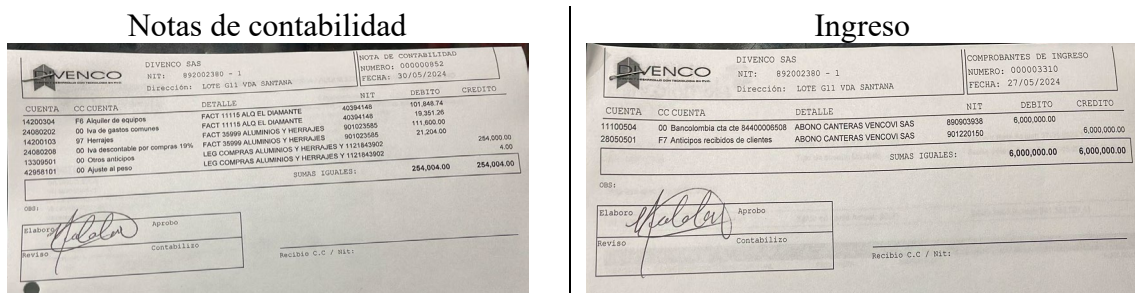 Notas de contabilidad
DIVENCO
DIVENCO SAS
NIT: 892002380 - 1
Dirección: LOTE G11 VDA SANTANA
NOTA DE CONTABILIDAD
NUMERO: 000000852
FECHA: 30/05/2024
CUENTA CC CUENTA DETALLE NIT DEBITO CREDITO
14200304 F6 Alquiler de equipos FACT 11115 ALQ EL DIAMANTE 40394148 101,848.74
24080202 00 Iva de gastos comunes FACT 11115 ALQ EL DIAMANTE 40394148 19,351.26
14200103 97 Herrajes FACT 35999 ALUMINIOS Y HERRAJES 901023585 111,600.00
24080208 00 Iva descontable por compras 19% FACT 35999 ALUMINIOS Y HERRAJES 901023585 21,204.00
13309501 00 Otros anticipos LEG COMPRAS ALUMINIOS Y HERRAJES Y 1121843902 254,000.00
42958101 00 Ajuste al peso LEG COMPRAS ALUMINIOS Y HERRAJES Y 1121843902 4.00
SUMAS IGUALES: 254,004.00 254,004.00
OBS:
Elaboro Aprobo
Reviso Contabilizo
Recibio C.C / Nit:
Ingreso
DIVENCO
DIVENCO SAS
NIT: 892002380 - 1
Dirección: LOTE G11 VDA SANTANA
COMPROBANTES DE INGRESO
NUMERO: 000003310
FECHA: 27/05/2024
CUENTA CC CUENTA DETALLE NIT DEBITO CREDITO
11100504 00 Bancolombia cta cte 84400006508 ABONO CANTERAS VENCOVI SAS 890903938 6,000,000.00
28050501 F7 Anticipos recibidos de clientes ABONO CANTERAS VENCOVI SAS 901220150 6,000,000.00
SUMAS IGUALES: 6,000,000.00 6,000,000.00
OBS:
Elaboro Aprobo
Reviso Contabilizo
Recibio C.C / Nit: